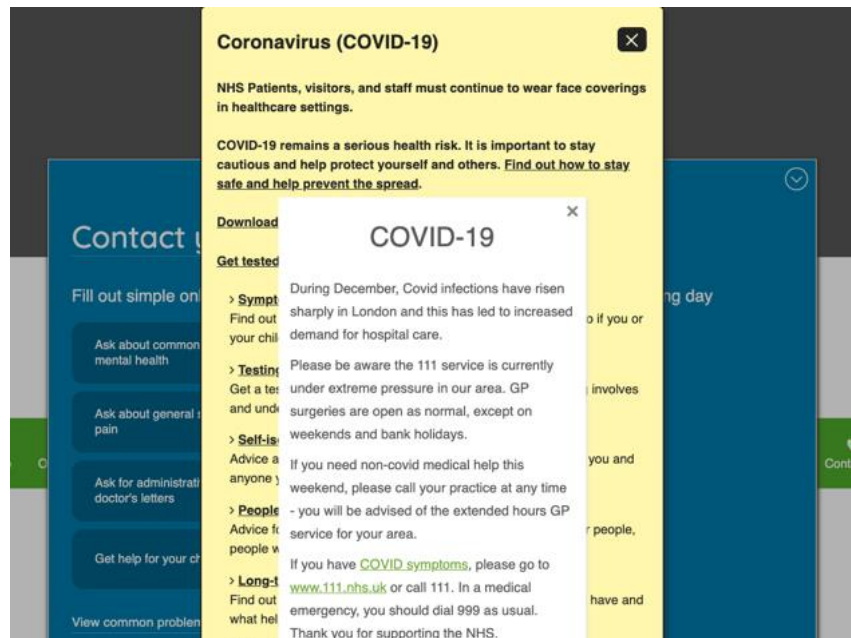 Coronavirus (COVID-19)
NHS Patients, visitors, and staff must continue to wear face coverings
in healthcare settings.
COVID-19 remains a serious health risk. It is important to stay
cautious and help protect yourself and others. Find out how to stay
safe and help prevent the spread.
Download
Get tested
COVID-19
During December, Covid infections have risen
sharply in London and this has led to increased
demand for hospital care.
Please be aware the 111 service is currently
under extreme pressure in our area. GP
surgeries are open as normal, except on
weekends and bank holidays.
If you need non-covid medical help this
weekend, please call your practice at any time
- you will be advised of the extended hours GP
service for your area.
If you have COVID symptoms, please go to
www.111.nhs.uk or call 111. In a medical
emergency, you should dial 999 as usual.
Thank you for supporting the NHS.
> 
Find out
your chil
o if you or
> Testing
Get a tes
and unde
involves
Advice a
anyone y
you and
> People
Advice fo
people w
r people,
Find out
what hel
have and
Contact
Fill out simple onl
ng day
Ask about common
mental health
Ask about general s
pain
Ask for administrati
doctor's letters
Get help for your ch
View common problem
Cont